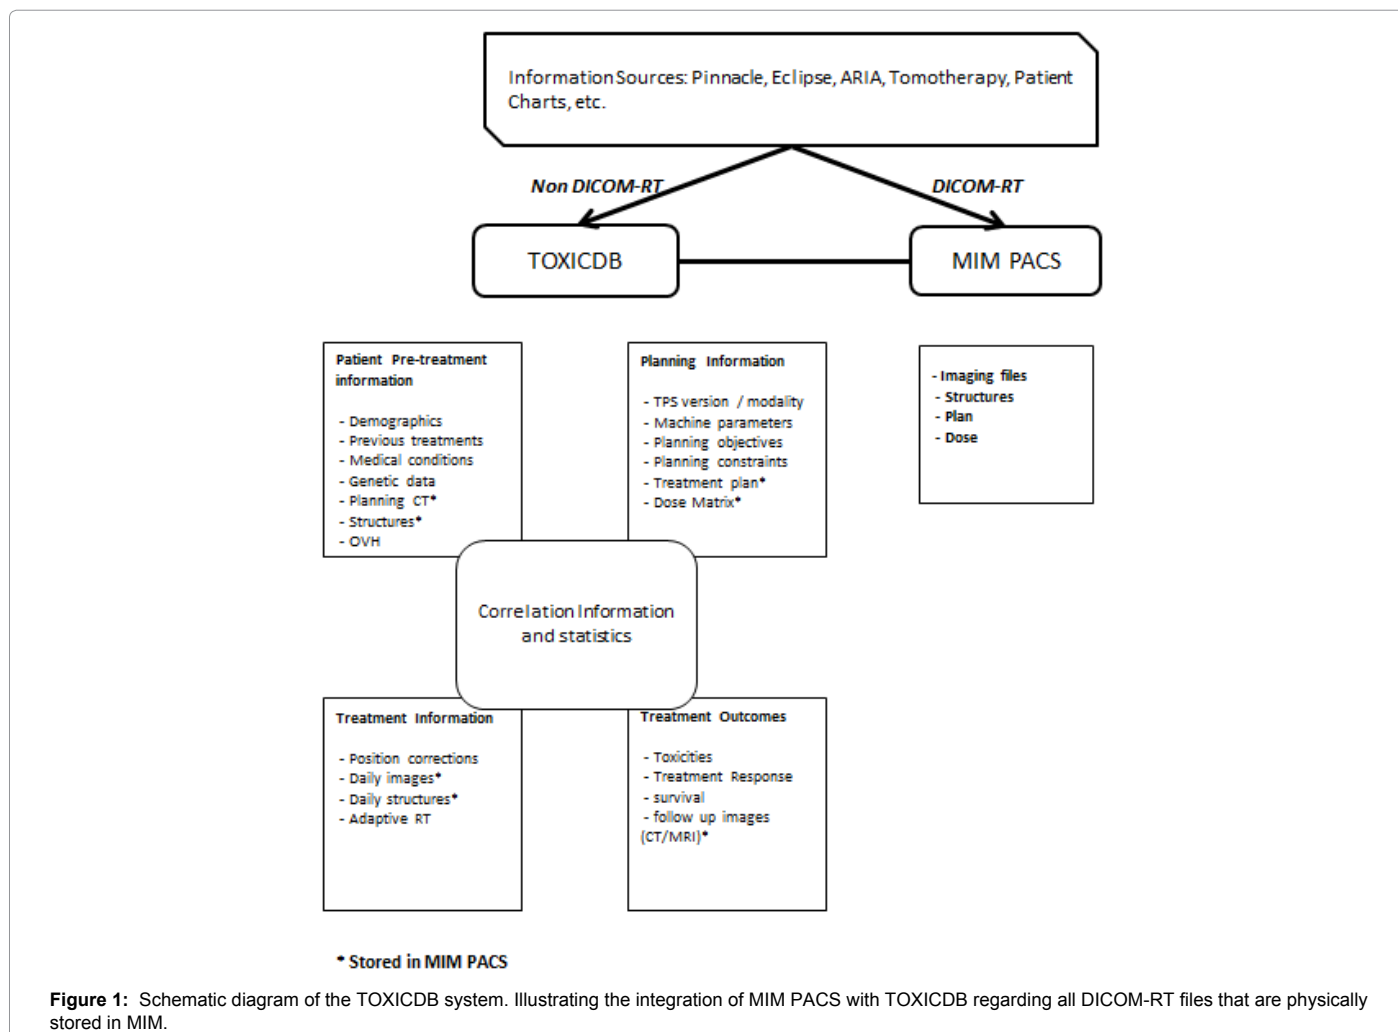 Information Sources: Pinnacle, Eclipse, ARIA, Tomotherapy, Patient
Charts, etc.
Non DICOM-RT
DICOM-RT
TOXICDB
MIM PACS
Patient Pre-treatment
information
- Demographics
- Previous treatments
- Medical conditions
- Genetic data
- Planning CT*
- Structures*
- OVH
Planning Information
- TPS version / modality
- Machine parameters
- Planning objectives
- Planning constraints
- Treatment plan*
- Dose Matrix*
- Imaging files
- Structures
- Plan
- Dose
Correlation Information
and statistics
Treatment Information
- Position corrections
- Daily images*
- Daily structures*
- Adaptive RT
Treatment Outcomes
- Toxicities
- Treatment Response
- survival
- follow up images
(CT/MRI)*
* Stored in MIM PACS
Figure 1: Schematic diagram of the TOXICDB system. Illustrating the integration of MIM PACS with TOXICDB regarding all DICOM-RT files that are physically
stored in MIM.